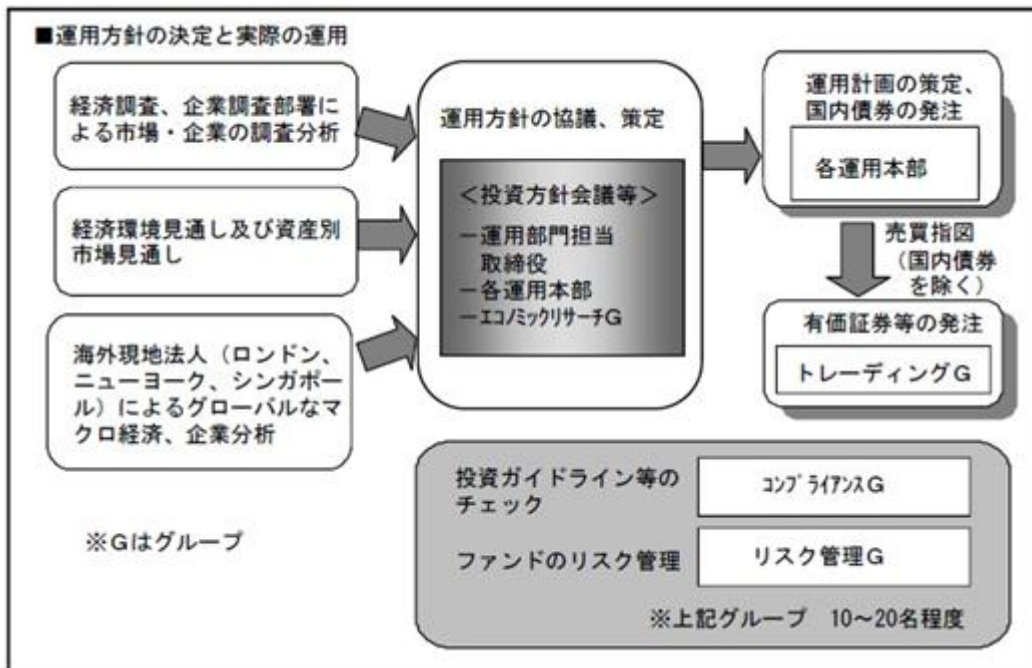 ■運用方針の決定と実際の運用
経済調査、企業調査部署に
よる市場・企業の調査分析
経済環境見通し及び資産別
市場見通し
海外現地法人（ロンドン、
ニューヨーク、シンガポー
ル）によるグローバルなマ
クロ経済、企業分析
※Gはグループ
運用方針の協議、策定
＜投資方針会議等＞
－運用部門担当
取締役
－各運用本部
－ｴｺﾉﾐｯｸﾘｻｰﾁG
運用計画の策定、
国内債券の発注
各運用本部
売買指図
（国内債券
を除く）
有価証券等の発注
トレーディングG
投資ガイドライン等の
チェック
ｺﾝﾌﾟﾗｲｱﾝｽG
ファンドのリスク管理
リスク管理G
※上記グループ　10～20名程度